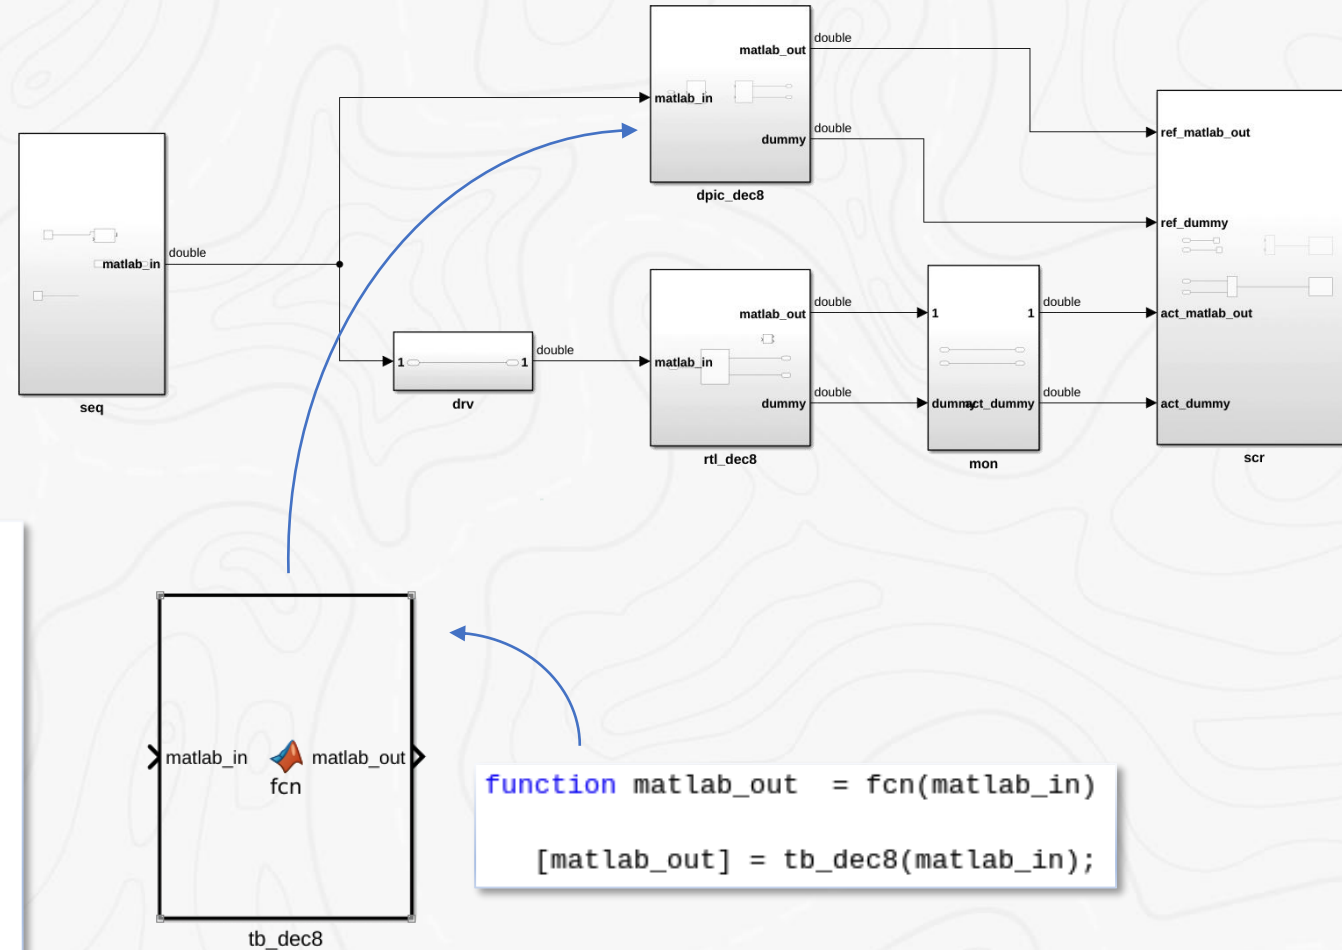 matlab_out
double
matlab_in
dummy
double
dpic_dec8
matlab_in
double
seq
1
1
double
drv
matlab_out
double
matlab_in
dummy
double
rtl_dec8
1
1
double
dummy
act_dummy
double
mon
ref_matlab_out
ref_dummy
act_matlab_out
act_dummy
scr
matlab_in
fcn
matlab_out
tb_dec8
function matlab_out = fcn(matlab_in)
[matlab_out] = tb_dec8(matlab_in);